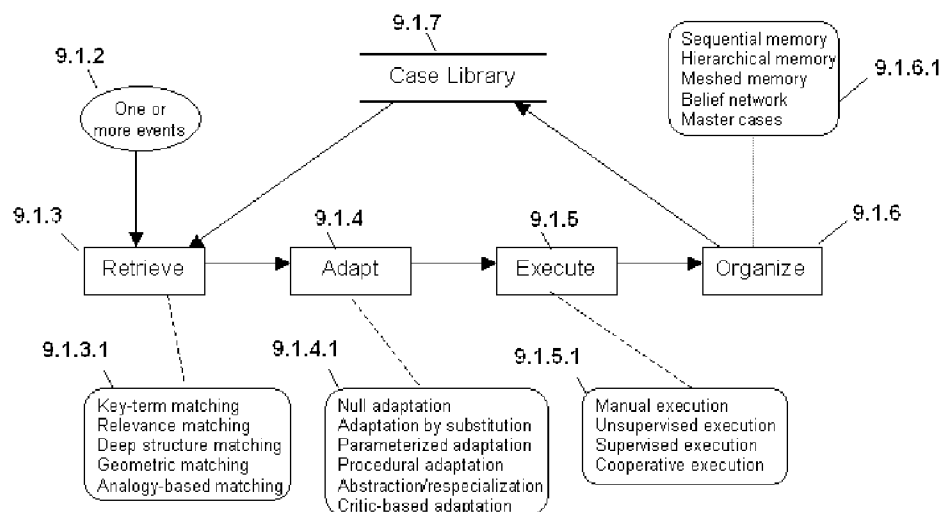 9.1.7
Case Library
9.1.2
One or
more events
Sequential memory
Hierarchical memory
Meshed memory
Belief network
Master cases
9.1.6.1
9.1.3
Retrieve
9.1.4
Adapt
9.1.5
Execute
9.1.6
Organize
9.1.3.1
Key-term matching
Relevance matching
Deep structure matching
Geometric matching
Analogy-based matching
9.1.4.1
Null adaptation
Adaptation by substitution
Parameterized adaptation
Procedural adaptation
Abstraction/respecialization
Critic-based adaptation
9.1.5.1
Manual execution
Unsupervised execution
Supervised execution
Cooperative execution